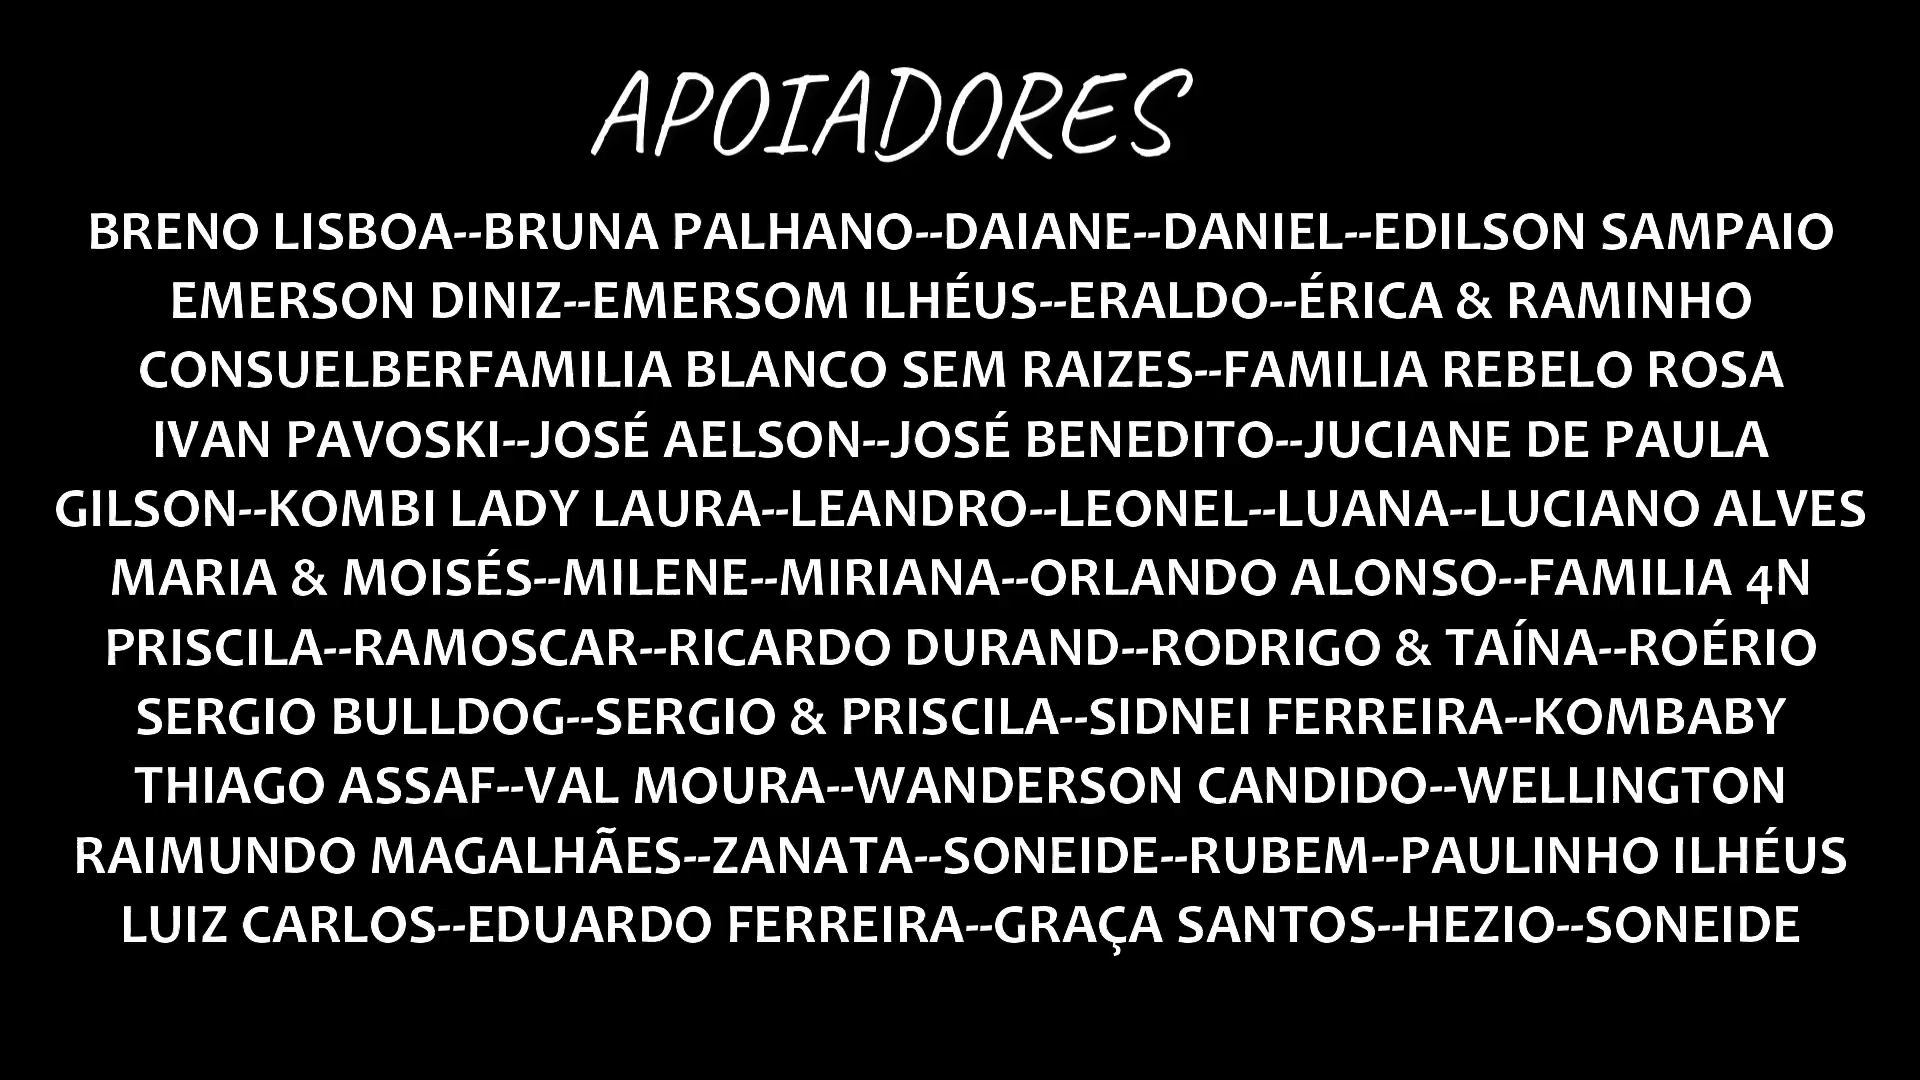 APOIADORES
BRENO LISBOA--BRUNA PALHANO--DAIANE--DANIEL--EDILSON SAMPAIO
EMERSON DINIZ--EMERSOM ILHÉUS--ERALDO--ÉRICA & RAMINHO
CONSUELBERFAMILIA BLANCO SEM RAIZES--FAMILIA REBELO ROSA
IVAN PAVOSKI--JOSÉ AELSON--JOSÉ BENEDITO--JUCIANE DE PAULA
GILSON--KOMBI LADY LAURA--LEANDRO--LEONEL--LUANA--LUCIANO ALVES
MARIA & MOISÉS--MILENE--MIRIANA--ORLANDO ALONSO--FAMILIA 4N
PRISCILA--RAMOSCAR--RICARDO DURAND--RODRIGO & TAÍNA--ROÉRIO
SERGIO BULLDOG--SERGIO & PRISCILA--SIDNEI FERREIRA--KOMBABY
THIAGO ASSAF--VAL MOURA--WANDERSON CANDIDO--WELLINGTON
RAIMUNDO MAGALHÃES--ZANATA--SONEIDE--RUBEM--PAULINHO ILHÉUS
LUIZ CARLOS--EDUARDO FERREIRA--GRAÇA SANTOS--HEZIO--SONEIDE